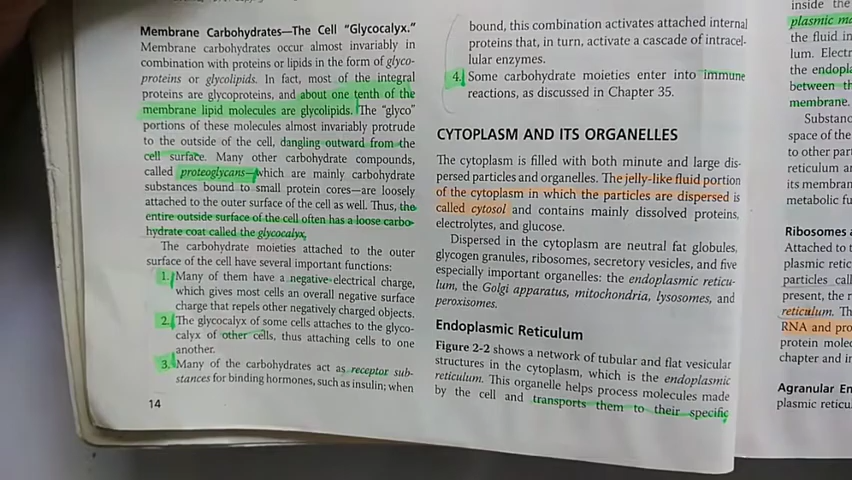 Membrane Carbohydrates—The Cell "Glycocalyx."
Membrane carbohydrates occur almost invariably in
combination with proteins or lipids in the form of glyco-
proteins or glycolipids. In fact, most of the integral
proteins are glycoproteins, and about one tenth of the
membrane lipid molecules are glycolipids. The "glyco"
portions of these molecules almost invariably protrude
to the outside of the cell, dangling outward from the
cell surface. Many other carbohydrate compounds,
called proteoglycans—which are mainly carbohydrate
substances bound to small protein cores—are loosely
attached to the outer surface of the cell as well. Thus, the
entire outside surface of the cell often has a loose carbo-
hydrate coat called the glycocalyx.
The carbohydrate moieties attached to the outer
surface of the cell have several important functions:
1. Many of them have a negative electrical charge,
which gives most cells an overall negative surface
charge that repels other negatively charged objects.
2. The glycocalyx of some cells attaches to the glyco-
calyx of other cells, thus attaching cells to one
another.
3. Many of the carbohydrates act as receptor sub-
stances for binding hormones, such as insulin; when
14
bound, this combination activates attached internal
proteins that, in turn, activate a cascade of intracel-
lular enzymes.
4. Some carbohydrate moieties enter into immune
reactions, as discussed in Chapter 35.
CYTOPLASM AND ITS ORGANELLES
The cytoplasm is filled with both minute and large dis-
persed particles and organelles. The jelly-like fluid portion
of the cytoplasm in which the particles are dispersed is
called cytosol and contains mainly dissolved proteins,
electrolytes, and glucose.
Dispersed in the cytoplasm are neutral fat globules,
glycogen granules, ribosomes, secretory vesicles, and five
especially important organelles: the endoplasmic reticu-
lum, the Golgi apparatus, mitochondria, lysosomes, and
peroxisomes.
Endoplasmic Reticulum
Figure 2-2 shows a network of tubular and flat vesicular
structures in the cytoplasm, which is the endoplasmic
reticulum. This organelle helps process molecules made
by the cell and transports them to their specific
inside the
plasmic
the fluid in
lum. Electr
the endopla
between th
membrane.
Substanc
space of the
to other par
reticulum a
its membran
metabolic fu
Ribosomes a
Attached to t
plasmic retic
particles call
present, the r
reticulum. Th
RNA and pro
protein molec
chapter and in
Agranular En
plasmic reticu